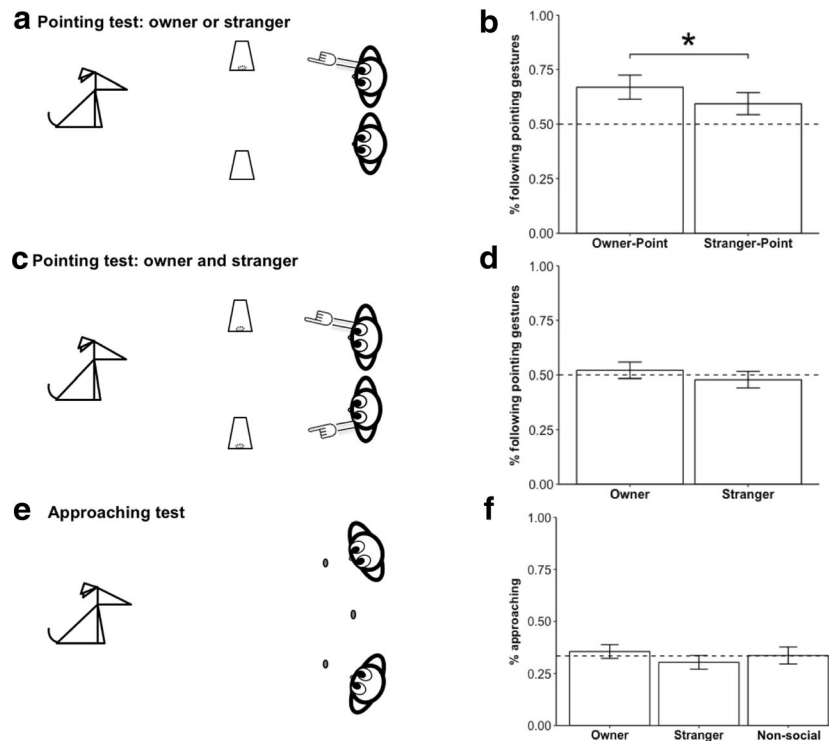 a Pointing test: owner or stranger
b
*
% following pointing gestures
1.00
0.75
0.50
0.25
0.00
Owner-Point Stranger-Point
c Pointing test: owner and stranger
d
% following pointing gestures
1.00
0.75
0.50
0.25
0.00
Owner Stranger
e Approaching test
f
% approaching
1.00
0.75
0.50
0.25
0.00
Owner Stranger Non-social